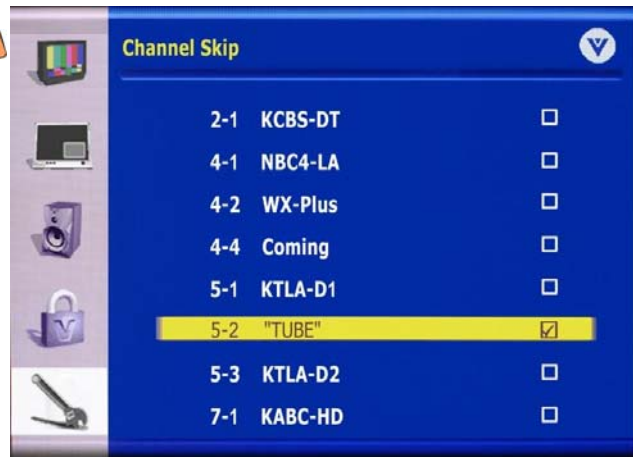 Channel Skip
V
2-1 KCBS-DT
4-1 NBC4-LA
4-2 WX-Plus
4-4 Coming
5-1 KTLA-D1
5-2 "TUBE"
5-3 KTLA-D2
7-1 KABC-HD